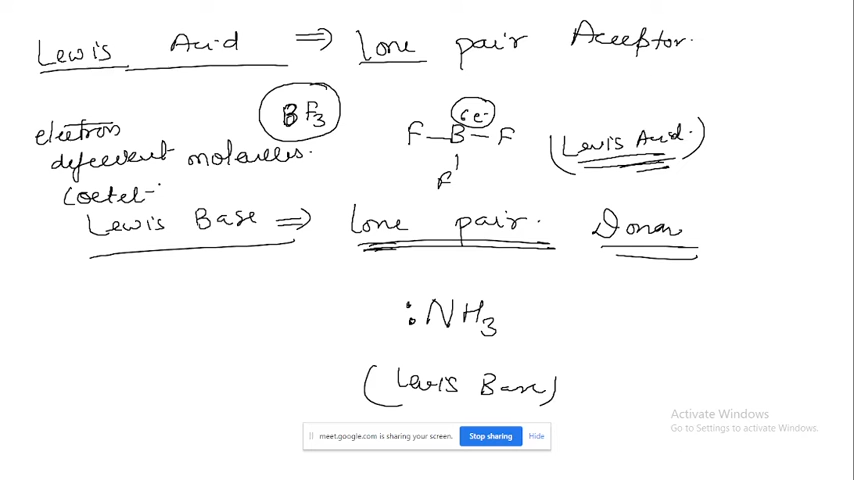 Lewis Acid ⇒ lone pair Acceptor.
BF3
6e-
electron F—B—F (Lewis Acid.)
deficient molecules. F
(octet-
Lewis Base ⇒ lone pair. Donor
:NH3
(Lewis Base)
meet.google.com is sharing your screen. Stop sharing Hide
Activate Windows
Go to Settings to activate Windows.